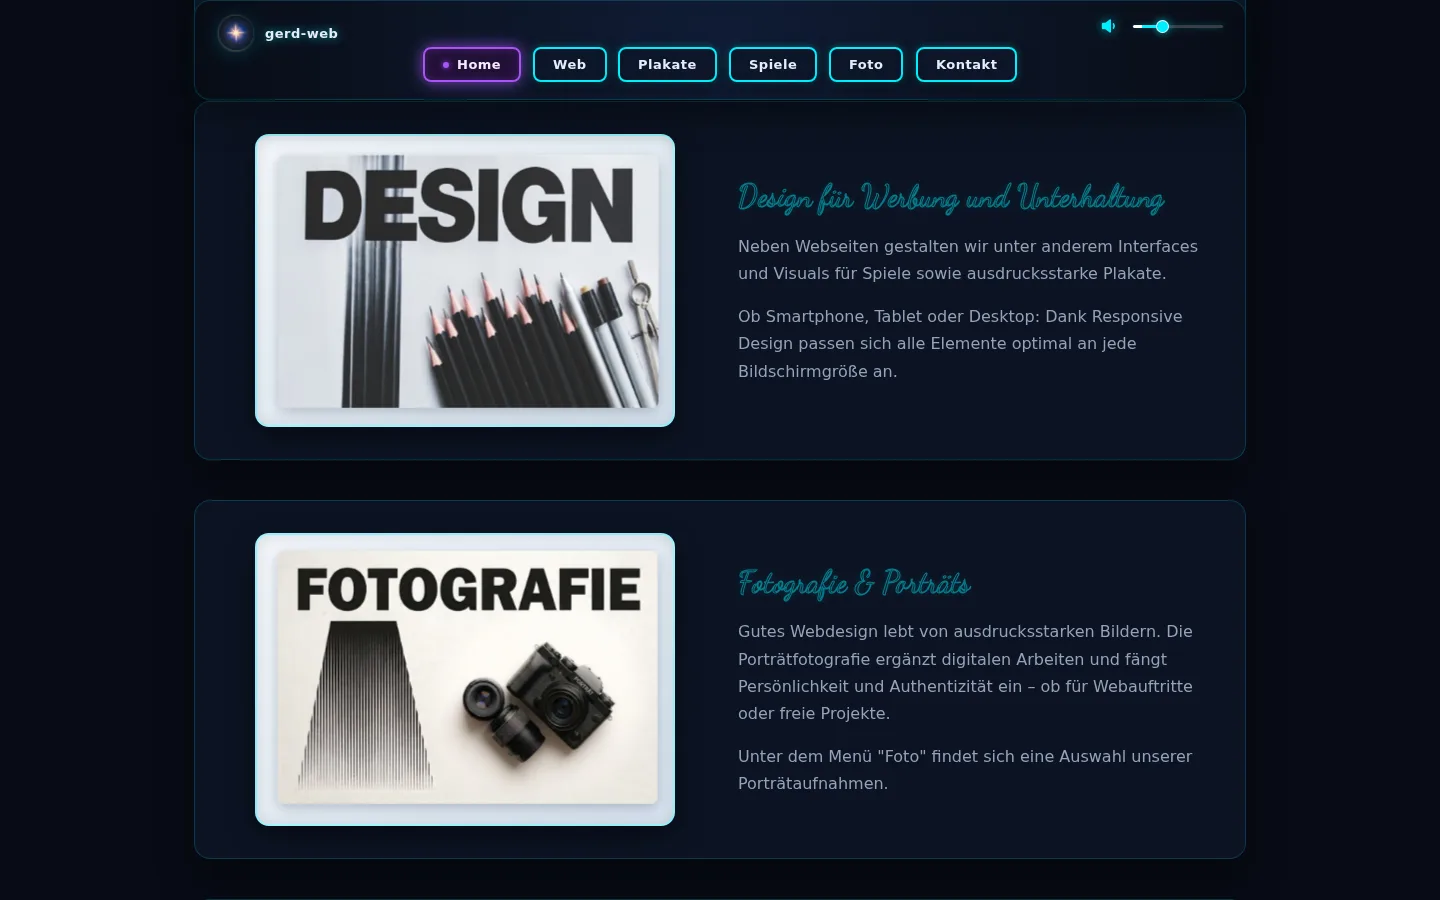 gerd-web
Home
Web
Plakate
Spiele
Foto
Kontakt
DESIGN
Design für Werbung und Unterhaltung
Neben Webseiten gestalten wir unter anderem Interfaces
und Visuals für Spiele sowie ausdrucksstarke Plakate.
Ob Smartphone, Tablet oder Desktop: Dank Responsive
Design passen sich alle Elemente optimal an jede
Bildschirmgröße an.
FOTOGRAFIE
Fotografie & Porträts
Gutes Webdesign lebt von ausdrucksstarken Bildern. Die
Porträtfotografie ergänzt digitalen Arbeiten und fängt
Persönlichkeit und Authentizität ein – ob für Webauftritte
oder freie Projekte.
Unter dem Menü "Foto" findet sich eine Auswahl unserer
Porträtaufnahmen.